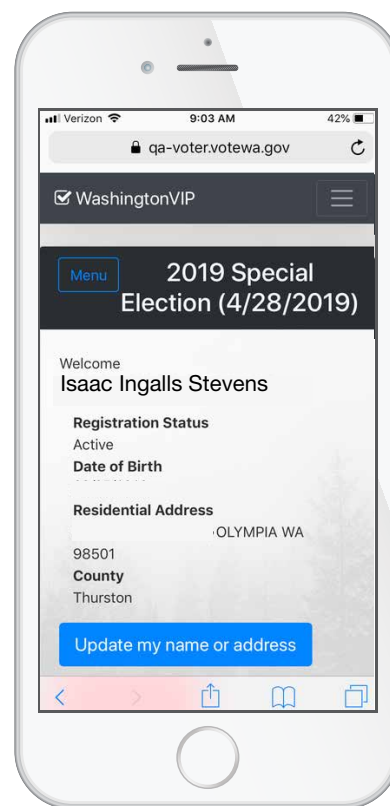 Verizon 9:03 AM 42%
qa-voter.votewa.gov
WashingtonVIP
Menu
2019 Special
Election (4/28/2019)
Welcome
Isaac Ingalls Stevens
Registration Status
Active
Date of Birth
Residential Address
OLYMPIA WA
98501
County
Thurston
Update my name or address